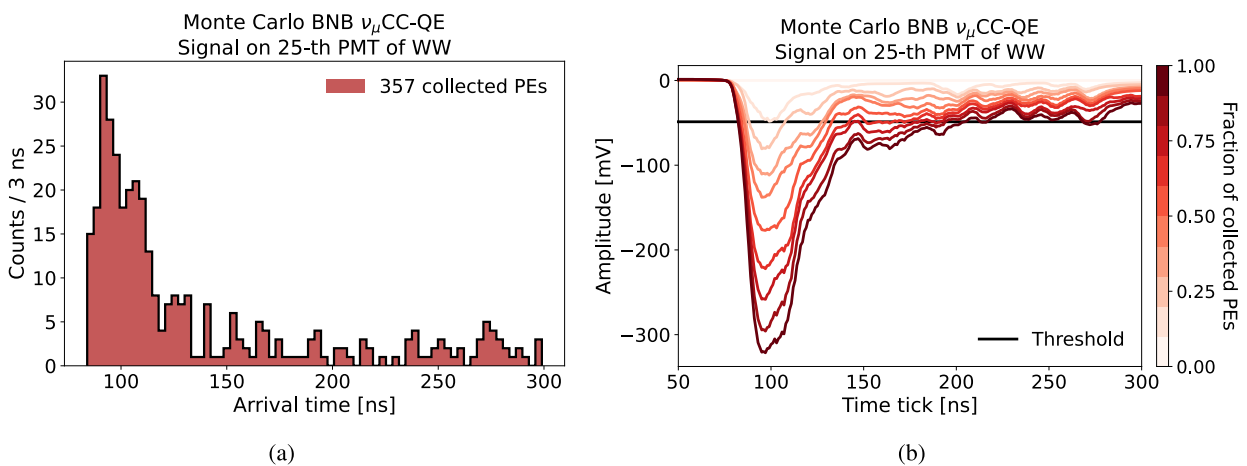 Monte Carlo BNB νμCC-QE
Signal on 25-th PMT of WW
357 collected PEs
Counts / 3 ns
30
25
20
15
10
5
0
100
150
200
250
300
Arrival time [ns]
(a)
Monte Carlo BNB νμCC-QE
Signal on 25-th PMT of WW
Amplitude [mV]
0
−100
−200
−300
Threshold
50
100
150
200
250
300
Time tick [ns]
1.00
0.75
0.50
0.25
0.00
Fraction of collected PEs
(b)